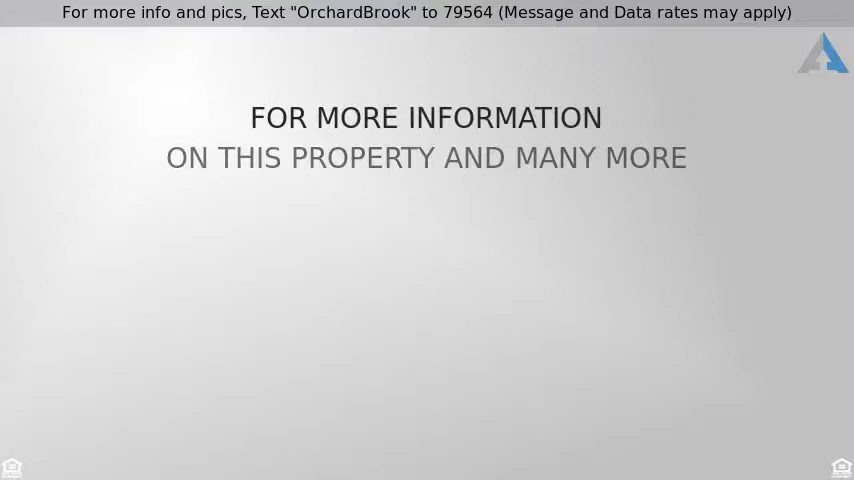 For more info and pics, Text "OrchardBrook" to 79564 (Message and Data rates may apply)
FOR MORE INFORMATION
ON THIS PROPERTY AND MANY MORE